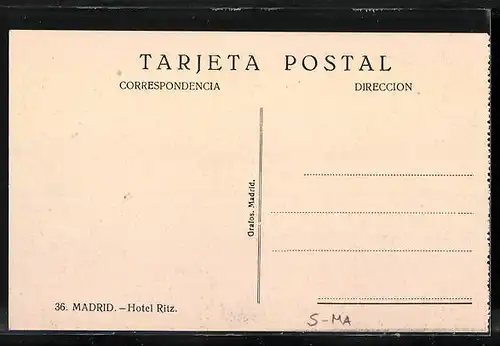 TARJETA POSTAL
CORRESPONDENCIA DIRECCION
Grafos. Madrid.
36. MADRID. – Hotel Ritz.
S-MA